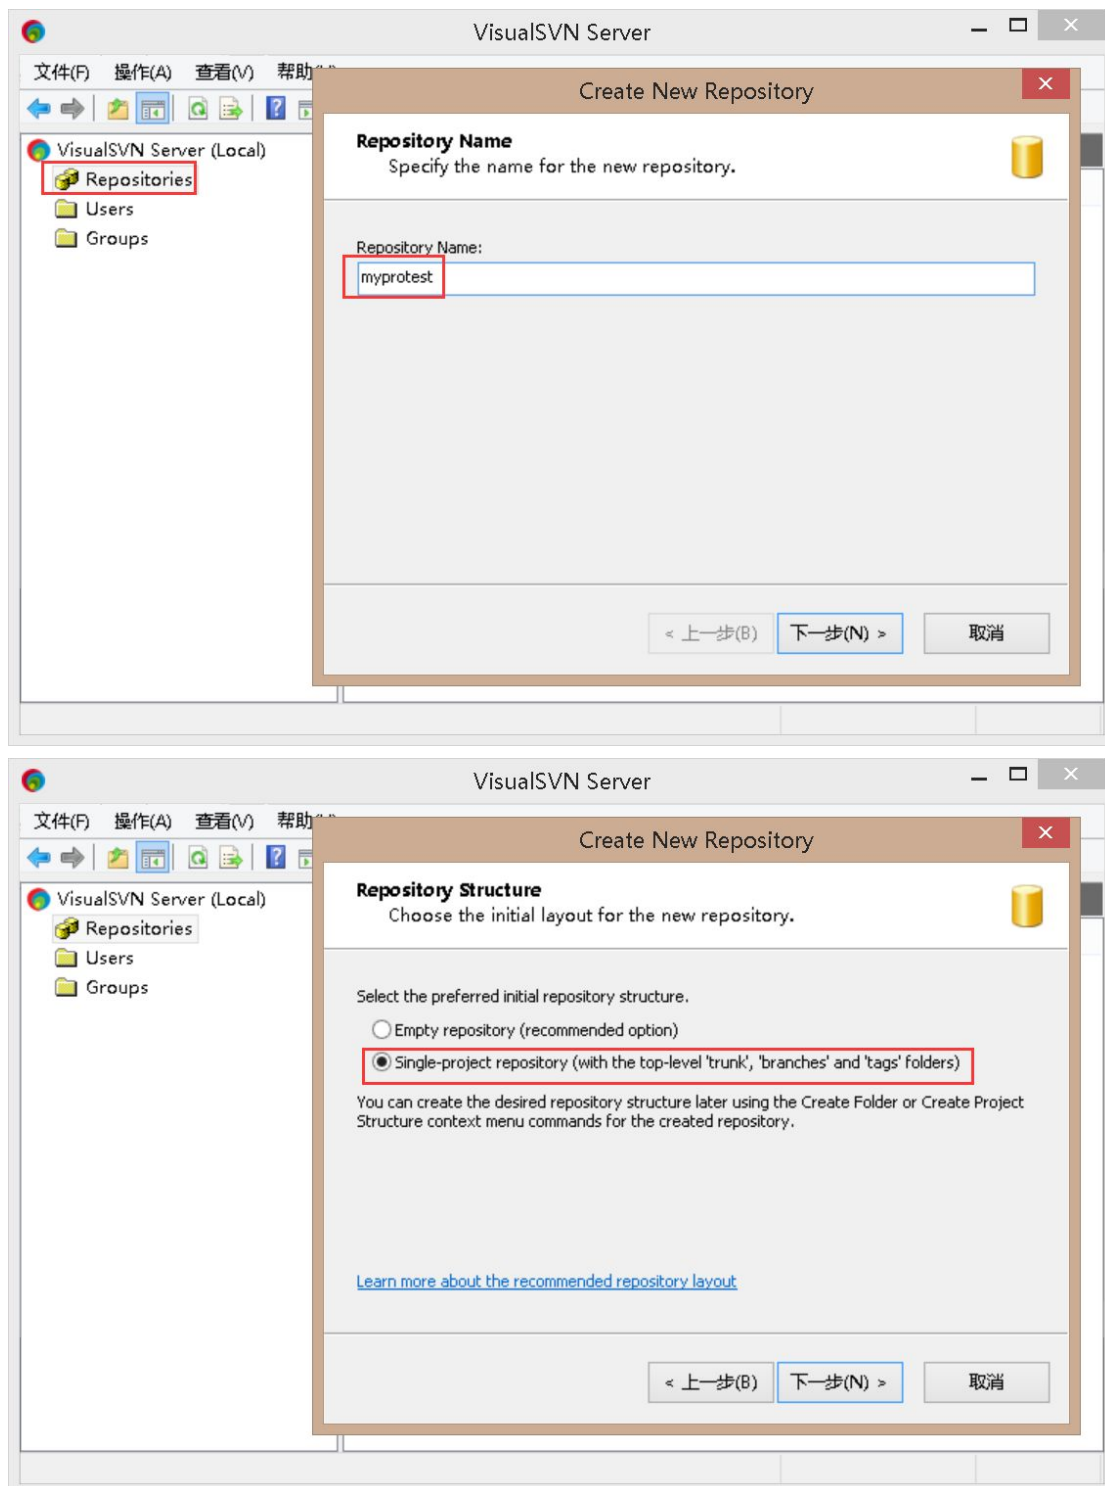 VisualSVN Server
文件(F) 操作(A) 查看(V) 帮助
Create New Repository
VisualSVN Server (Local)
Repositories
Users
Groups
Repository Name
Specify the name for the new repository.
Repository Name:
myprotest
< 上一步(B) 下一步(N) > 取消
VisualSVN Server
文件(F) 操作(A) 查看(V) 帮助
Create New Repository
VisualSVN Server (Local)
Repositories
Users
Groups
Repository Structure
Choose the initial layout for the new repository.
Select the preferred initial repository structure.
Empty repository (recommended option)
Single-project repository (with the top-level 'trunk', 'branches' and 'tags' folders)
You can create the desired repository structure later using the Create Folder or Create Project
Structure context menu commands for the created repository.
Learn more about the recommended repository layout
< 上一步(B) 下一步(N) > 取消